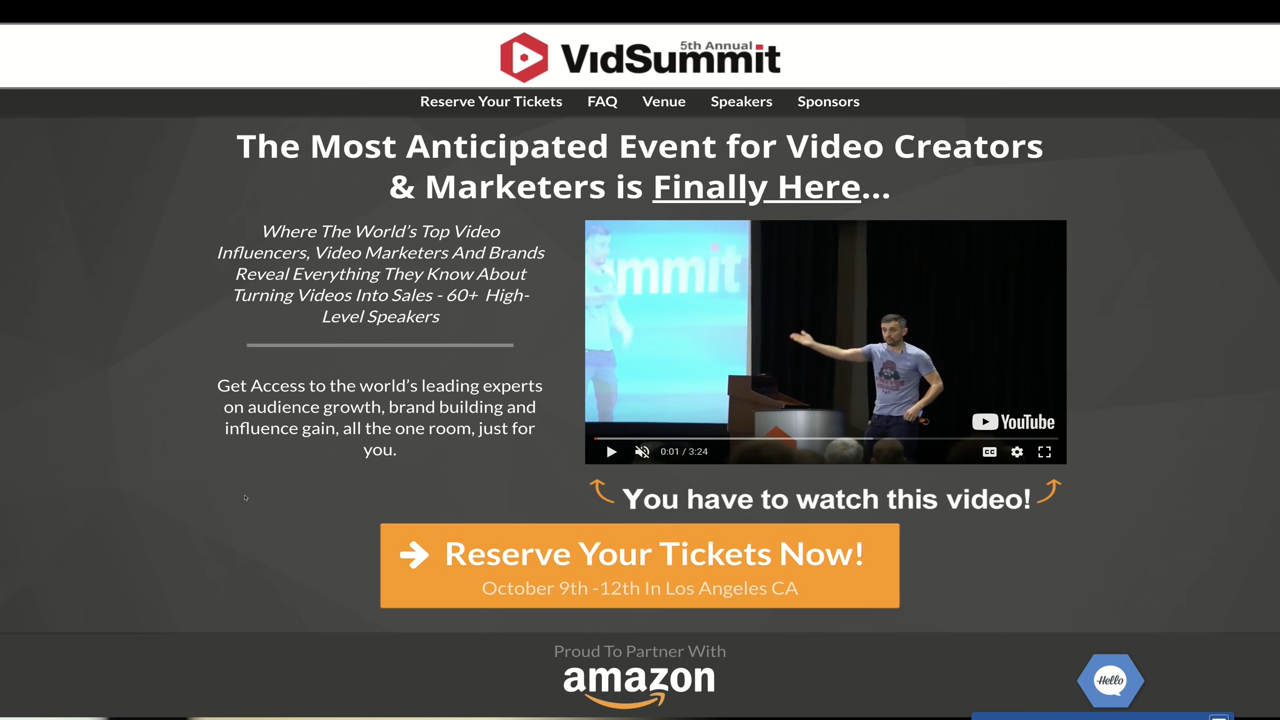 5th Annual
VidSummit
Reserve Your Tickets FAQ Venue Speakers Sponsors
The Most Anticipated Event for Video Creators
& Marketers is Finally Here...
Where The World's Top Video
Influencers, Video Marketers And Brands
Reveal Everything They Know About
Turning Videos Into Sales - 60+ High-
Level Speakers
Get Access to the world's leading experts
on audience growth, brand building and
influence gain, all the one room, just for
you.
mmit
YouTube
0:01 / 3:24
CC
You have to watch this video!
Reserve Your Tickets Now!
October 9th -12th In Los Angeles CA
Proud To Partner With
amazon
Hello